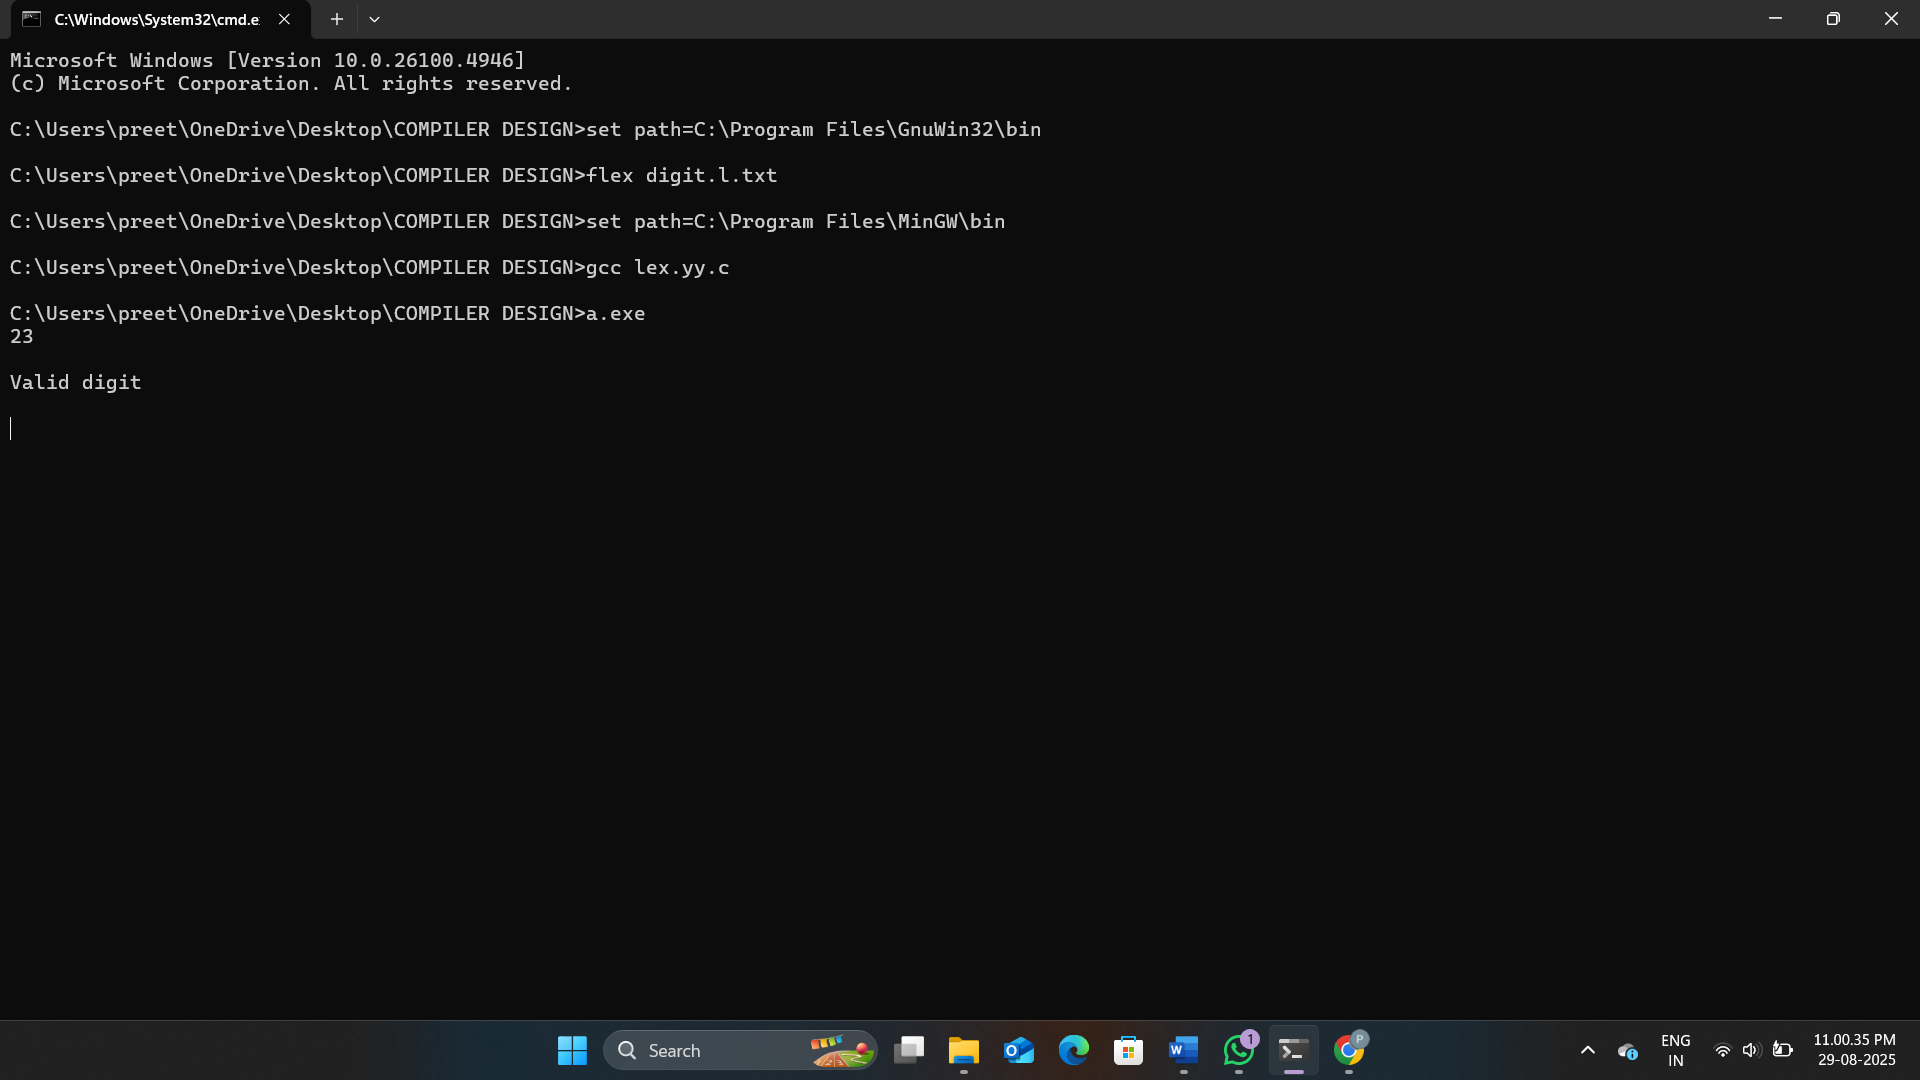 C:\Windows\System32\cmd.e
Microsoft Windows [Version 10.0.26100.4946]
(c) Microsoft Corporation. All rights reserved.
C:\Users\preet\OneDrive\Desktop\COMPILER DESIGN>set path=C:\Program Files\GnuWin32\bin
C:\Users\preet\OneDrive\Desktop\COMPILER DESIGN>flex digit.l.txt
C:\Users\preet\OneDrive\Desktop\COMPILER DESIGN>set path=C:\Program Files\MinGW\bin
C:\Users\preet\OneDrive\Desktop\COMPILER DESIGN>gcc lex.yy.c
C:\Users\preet\OneDrive\Desktop\COMPILER DESIGN>a.exe
23
Valid digit
Search
1
P
ENG
IN
11.00.35 PM
29-08-2025